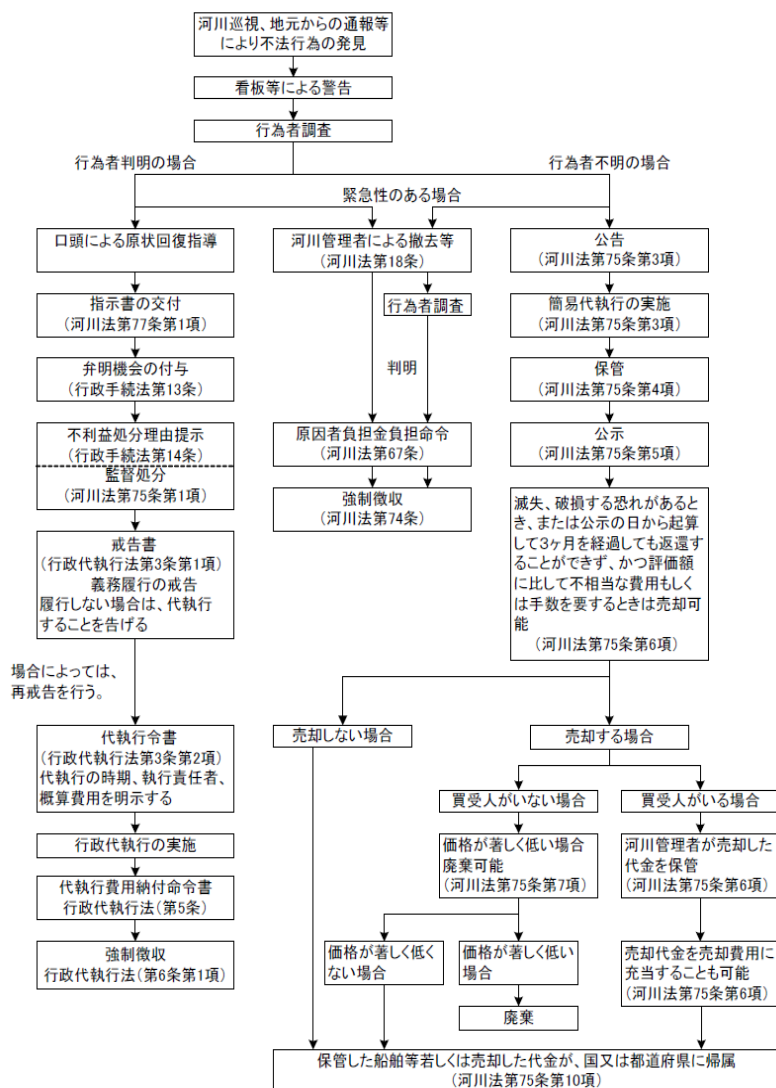 河川巡視、地元からの通報等
により不法行為の発見
看板等による警告
行為者調査
行為者判明の場合
行為者不明の場合
緊急性のある場合
口頭による原状回復指導
河川管理者による撤去等
(河川法第18条)
公告
(河川法第75条第3項)
指示書の交付
(河川法第77条第1項)
行為者調査
簡易代執行の実施
(河川法第75条第3項)
弁明機会の付与
(行政手続法第13条)
判明
保管
(河川法第75条第4項)
不利益処分理由提示
(行政手続法第14条)
監督処分
(河川法第75条第1項)
原因者負担金負担命令
(河川法第67条)
公示
(河川法第75条第5項)
強制徴収
(河川法第74条)
滅失、破損する恐れがあると
き、または公示の日から起算
して3ヶ月を経過しても返還す
ることができず、かつ評価額
に比して不相当な費用もしく
は手数を要するときは売却可
能
(河川法第75条第6項)
戒告書
(行政代執行法第3条第1項)
義務履行の戒告
履行しない場合は、代執行
することを告げる
場合によっては、
再戒告を行う。
代執行令書
(行政代執行法第3条第2項)
代執行の時期、執行責任者、
概算費用を明示する
売却しない場合
売却する場合
買受人がいない場合
買受人がいる場合
行政代執行の実施
価格が著しく低い場合
廃棄可能
(河川法第75条第7項)
河川管理者が売却した
代金を保管
(河川法第75条第6項)
代執行費用納付命令書
行政代執行法(第5条)
強制徴収
行政代執行法(第6条第1項)
価格が著しく低く
ない場合
価格が著しく低い
場合
売却代金を売却費用に
充当することも可能
(河川法第75条第6項)
廃棄
保管した船舶等若しくは売却した代金が、国又は都道府県に帰属
(河川法第75条第10項)